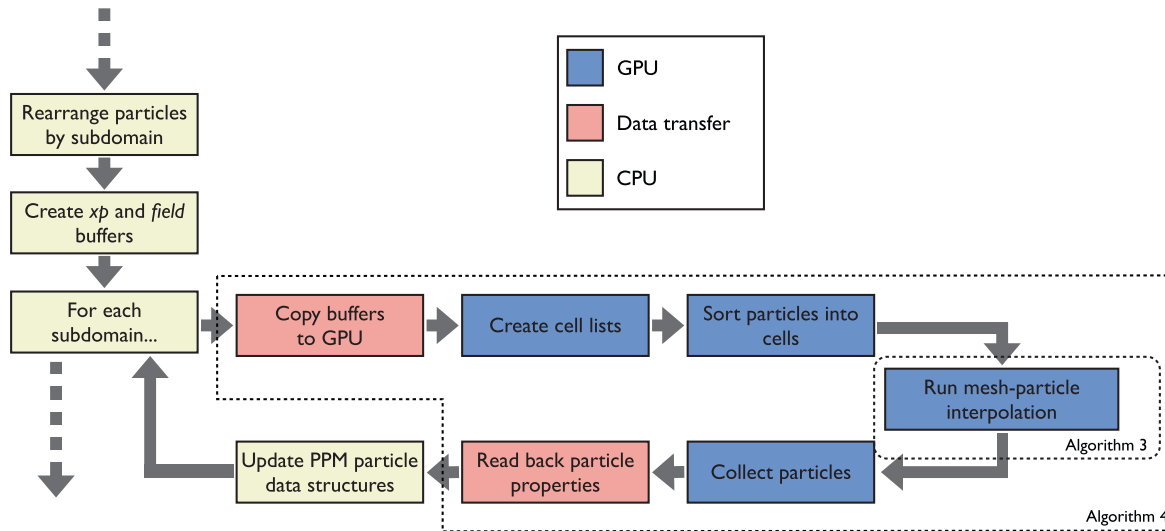 GPU
Data transfer
CPU
Rearrange particles
by subdomain
Create xp and field
buffers
For each
subdomain...
Copy buffers
to GPU
Create cell lists
Sort particles into
cells
Run mesh-particle
interpolation
Algorithm 3
Collect particles
Read back particle
properties
Update PPM particle
data structures
Algorithm 4